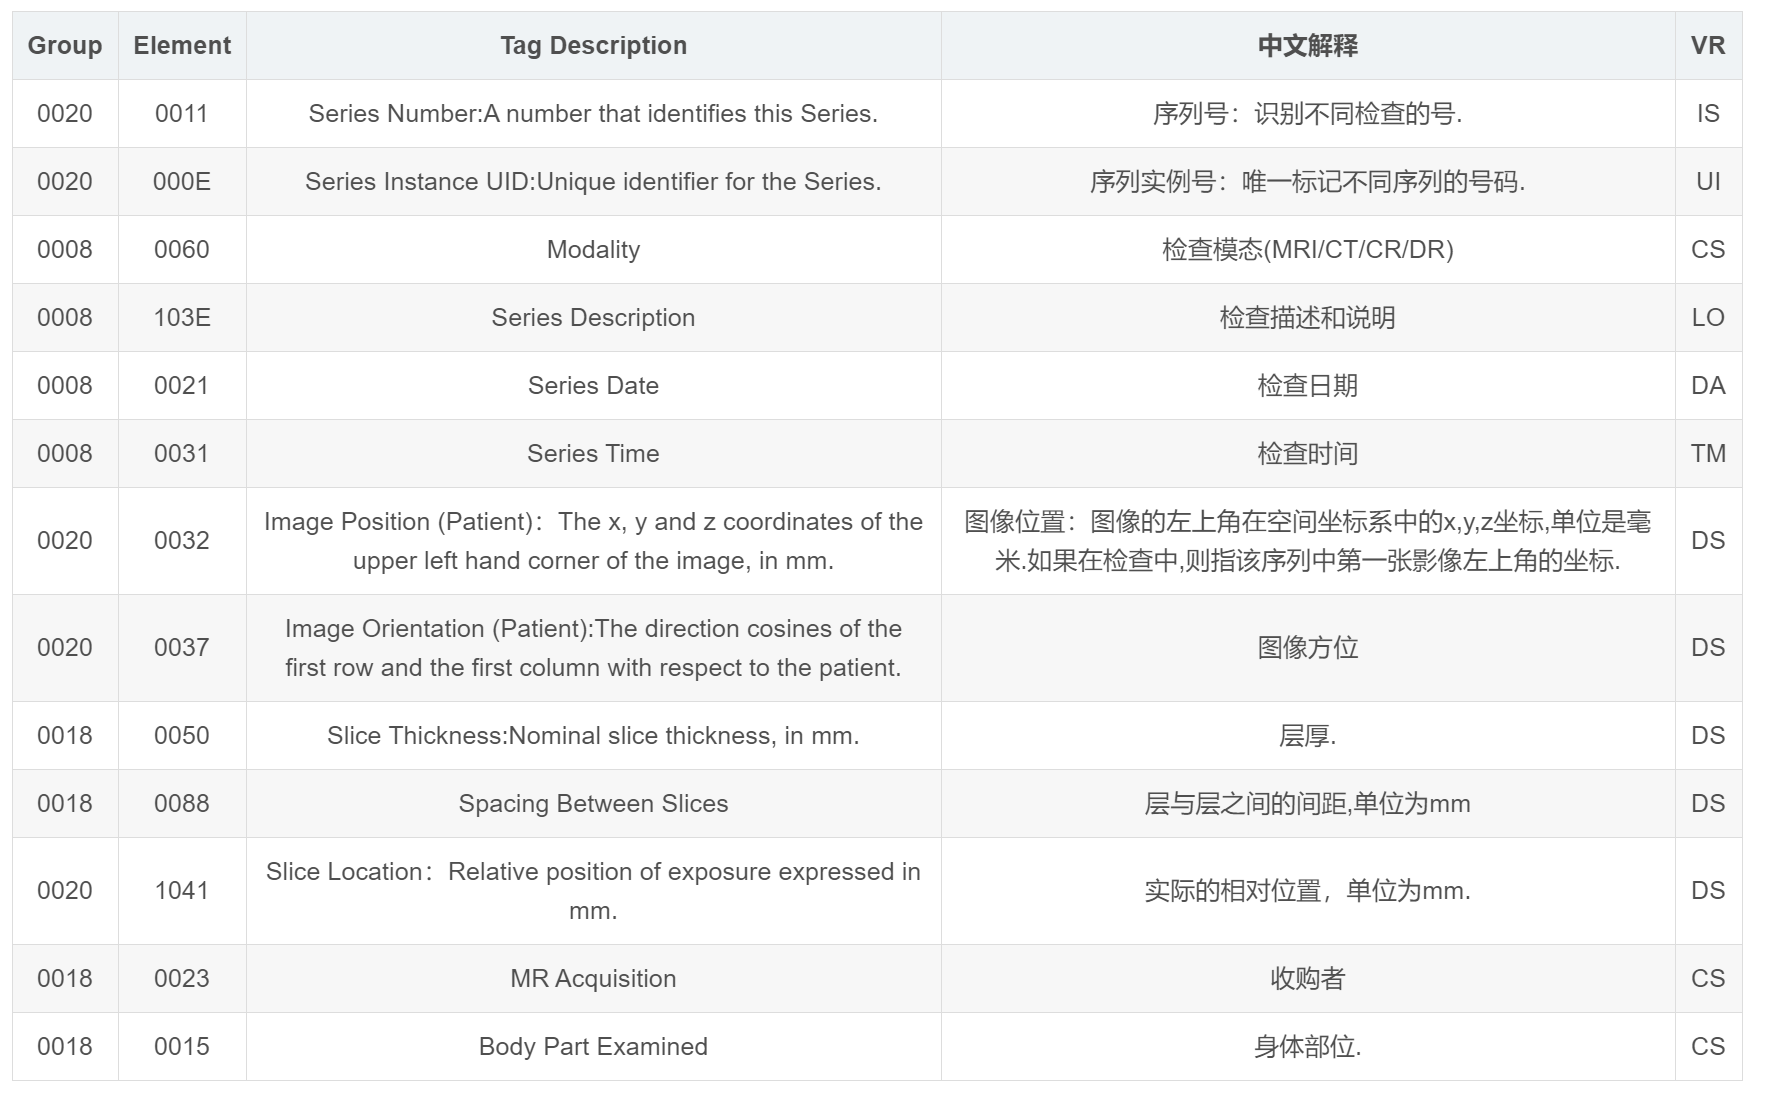 Group Element Tag Description 中文解释 VR
0020 0011 Series Number:A number that identifies this Series. 序列号：识别不同检查的号. IS
0020 000E Series Instance UID:Unique identifier for the Series. 序列实例号：唯一标记不同序列的号码. UI
0008 0060 Modality 检查模态(MRI/CT/CR/DR) CS
0008 103E Series Description 检查描述和说明 LO
0008 0021 Series Date 检查日期 DA
0008 0031 Series Time 检查时间 TM
0020 0032 Image Position (Patient)：The x, y and z coordinates of the
upper left hand corner of the image, in mm. 图像位置：图像的左上角在空间坐标系中的x,y,z坐标,单位是毫
米.如果在检查中,则指该序列中第一张影像左上角的坐标. DS
0020 0037 Image Orientation (Patient):The direction cosines of the
first row and the first column with respect to the patient. 图像方位 DS
0018 0050 Slice Thickness:Nominal slice thickness, in mm. 层厚. DS
0018 0088 Spacing Between Slices 层与层之间的间距,单位为mm DS
0020 1041 Slice Location：Relative position of exposure expressed in
mm. 实际的相对位置，单位为mm. DS
0018 0023 MR Acquisition 收购者 CS
0018 0015 Body Part Examined 身体部位. CS